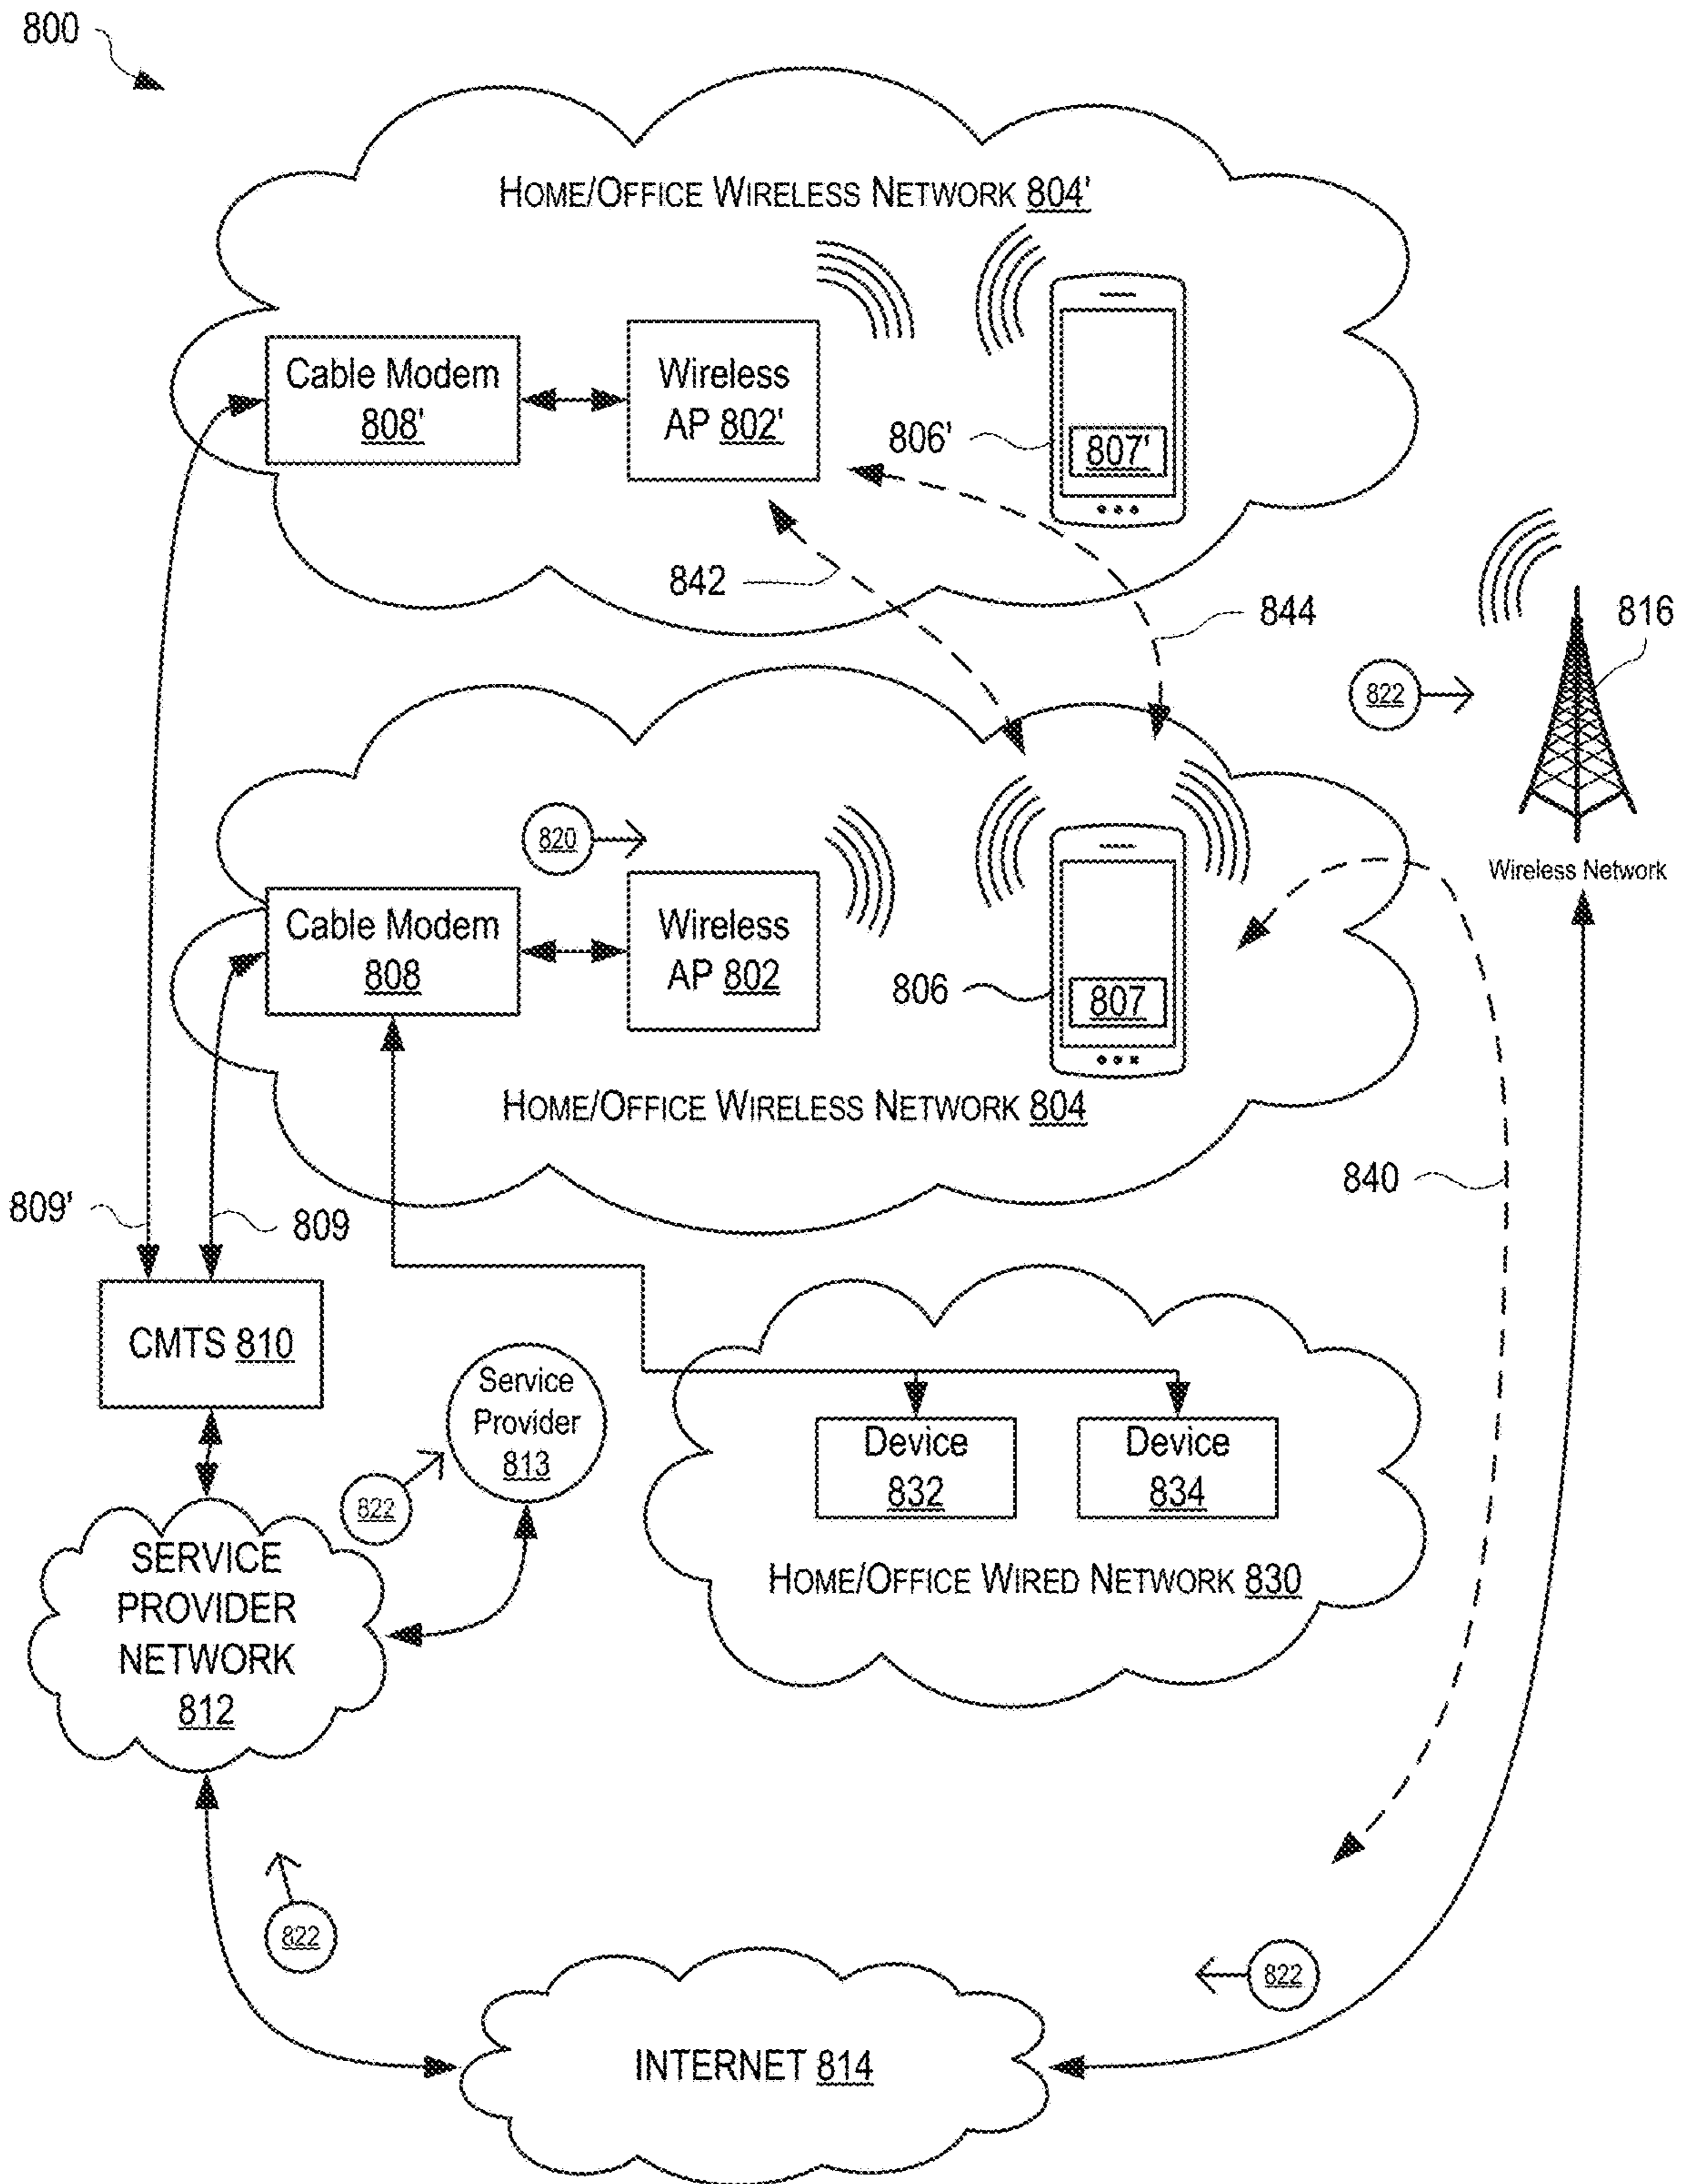 800
HOME/OFFICE WIRELESS NETWORK 804'
Cable Modem
808'
Wireless
AP 802'
806'
807'
842
844
816
822
820
Wireless Network
Cable Modem
808
Wireless
AP 802
806
807
HOME/OFFICE WIRELESS NETWORK 804
840
809'
809
CMTS 810
Service
Provider
813
822
Device
832
Device
834
HOME/OFFICE WIRED NETWORK 830
SERVICE
PROVIDER
NETWORK
812
822
822
INTERNET 814